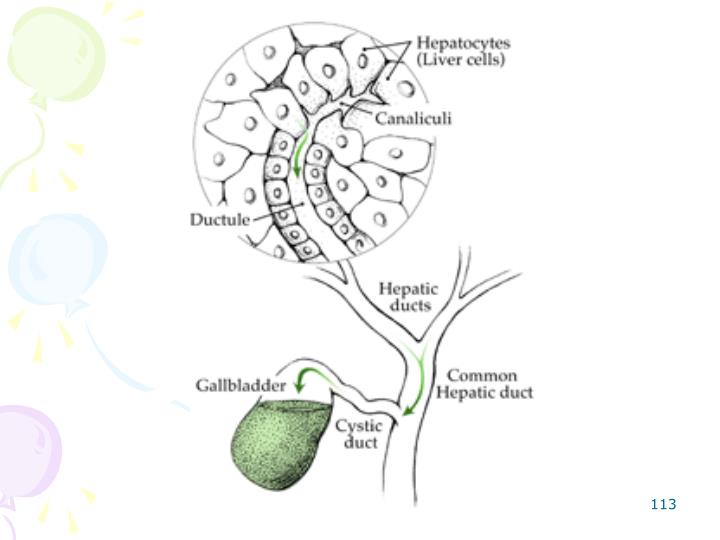 Hepatocytes
(Liver cells)
Canaliculi
Ductule
Hepatic
ducts
Gallbladder
Common
Hepatic duct
Cystic
duct
113